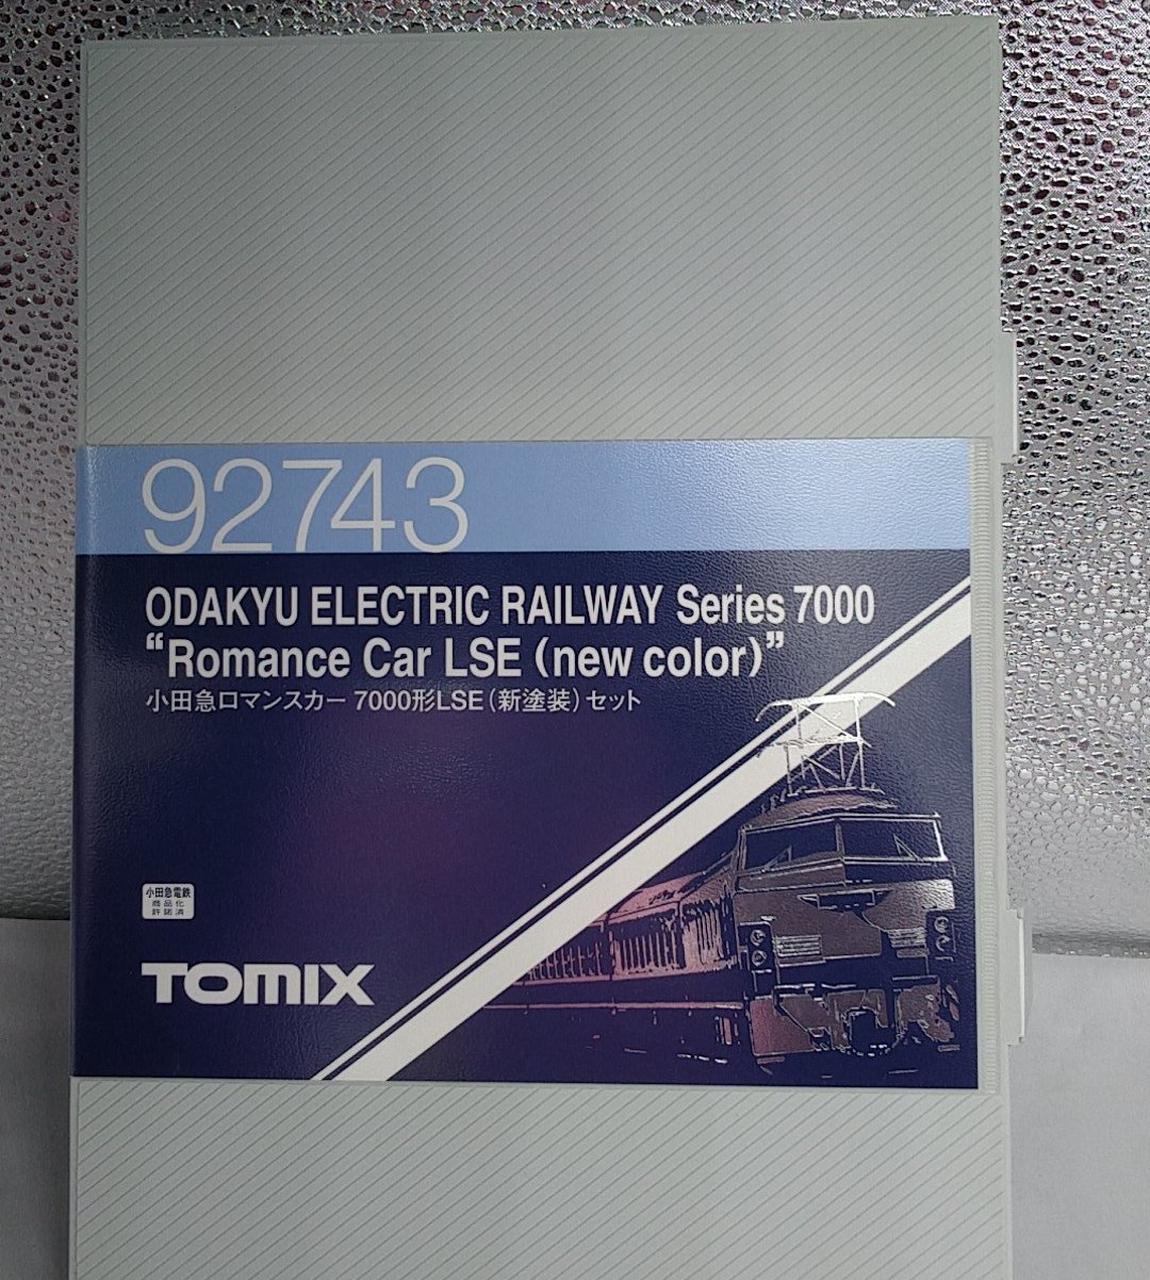 92743
ODAKYU ELECTRIC RAILWAY Series 7000
“Romance Car LSE (new color)”
小田急ロマンスカー 7000形LSE(新塗装)セット
小田急電鉄
商品化
許諾済
TOMIX